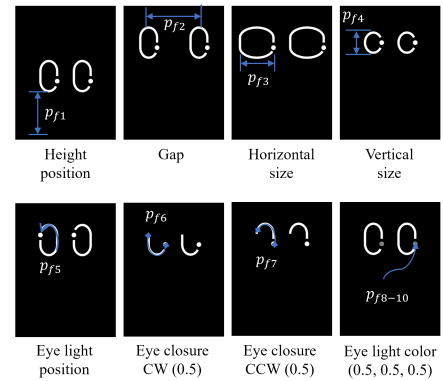 p_{f1}
Height
position
p_{f2}
Gap
p_{f3}
Horizontal
size
p_{f4}
Vertical
size
p_{f5}
Eye light
position
p_{f6}
Eye closure
CW (0.5)
p_{f7}
Eye closure
CCW (0.5)
p_{f8-10}
Eye light color
(0.5, 0.5, 0.5)